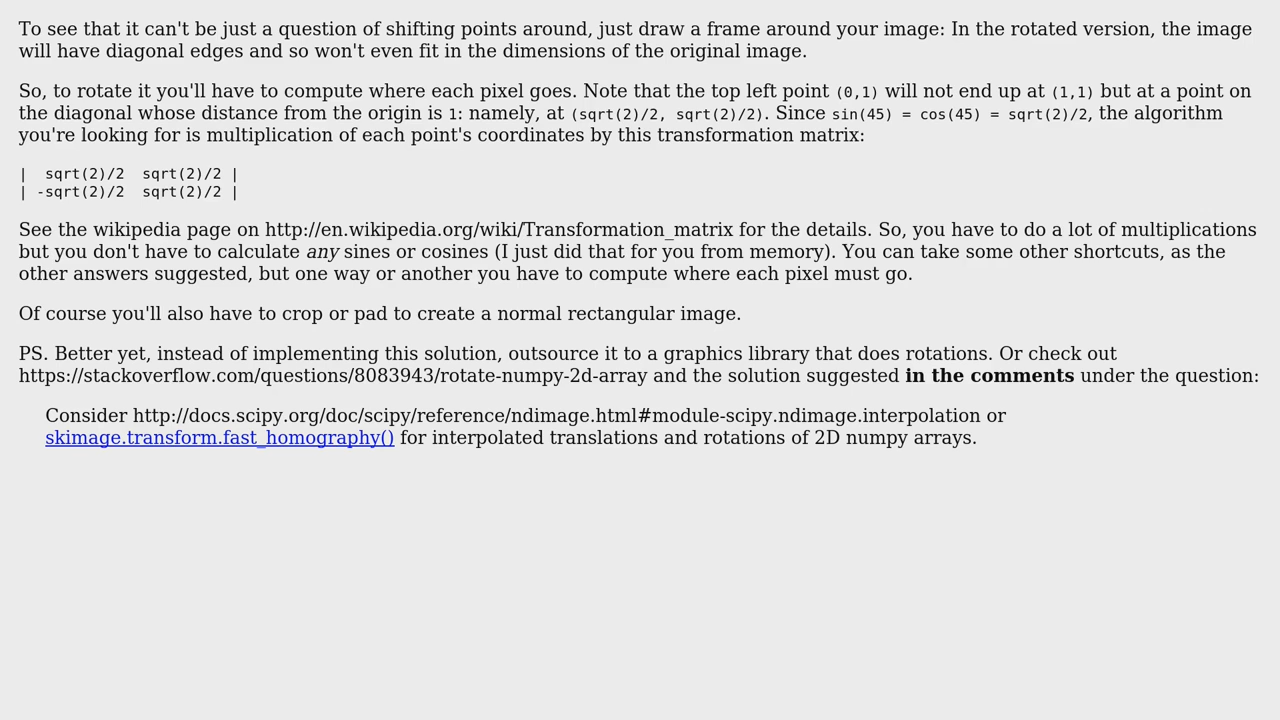 To see that it can't be just a question of shifting points around, just draw a frame around your image: In the rotated version, the image
will have diagonal edges and so won't even fit in the dimensions of the original image.
So, to rotate it you'll have to compute where each pixel goes. Note that the top left point (0,1) will not end up at (1,1) but at a point on
the diagonal whose distance from the origin is 1: namely, at (sqrt(2)/2, sqrt(2)/2). Since sin(45) = cos(45) = sqrt(2)/2, the algorithm
you're looking for is multiplication of each point's coordinates by this transformation matrix:
|  sqrt(2)/2  sqrt(2)/2 |
| -sqrt(2)/2  sqrt(2)/2 |
See the wikipedia page on http://en.wikipedia.org/wiki/Transformation_matrix for the details. So, you have to do a lot of multiplications
but you don't have to calculate any sines or cosines (I just did that for you from memory). You can take some other shortcuts, as the
other answers suggested, but one way or another you have to compute where each pixel must go.
Of course you'll also have to crop or pad to create a normal rectangular image.
PS. Better yet, instead of implementing this solution, outsource it to a graphics library that does rotations. Or check out
https://stackoverflow.com/questions/8083943/rotate-numpy-2d-array and the solution suggested in the comments under the question:
Consider http://docs.scipy.org/doc/scipy/reference/ndimage.html#module-scipy.ndimage.interpolation or
skimage.transform.fast_homography() for interpolated translations and rotations of 2D numpy arrays.